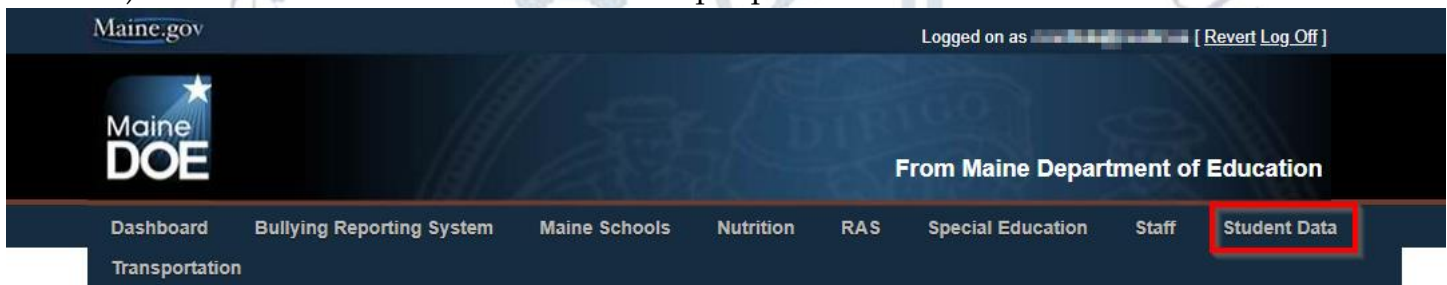 Maine.gov
Logged on as [ Revert Log Off ]
Maine
DOE
DIRIGO
From Maine Department of Education
Dashboard Bullying Reporting System Maine Schools Nutrition RAS Special Education Staff Student Data
Transportation